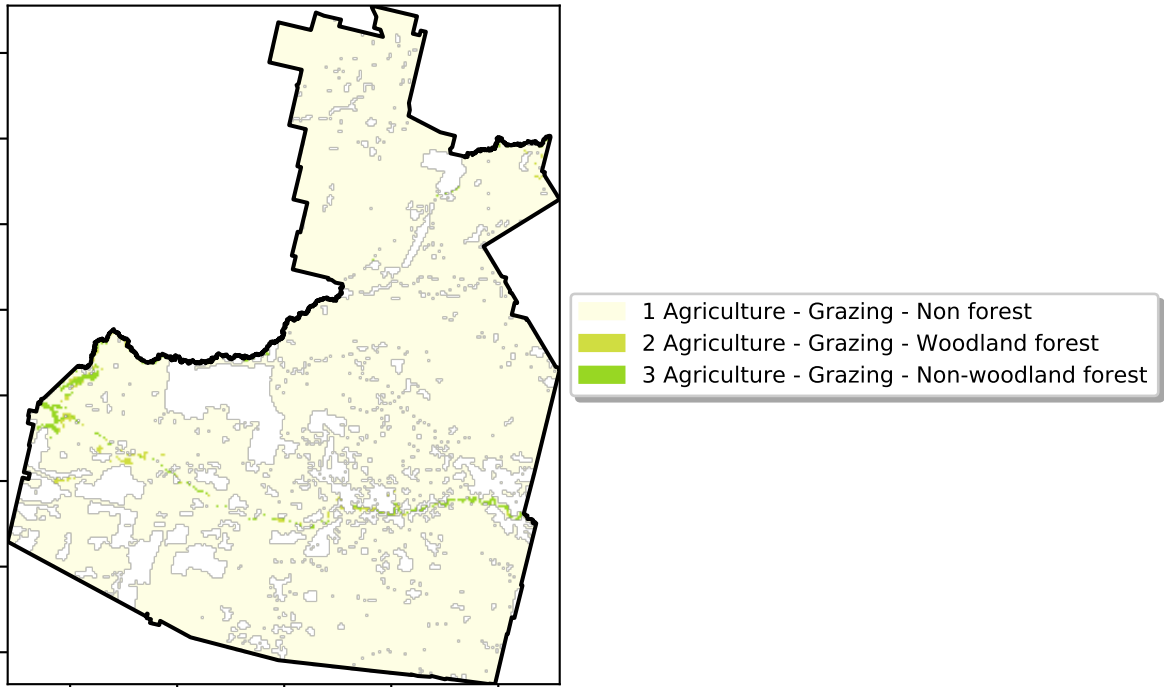 1 Agriculture - Grazing - Non forest
2 Agriculture - Grazing - Woodland forest
3 Agriculture - Grazing - Non-woodland forest